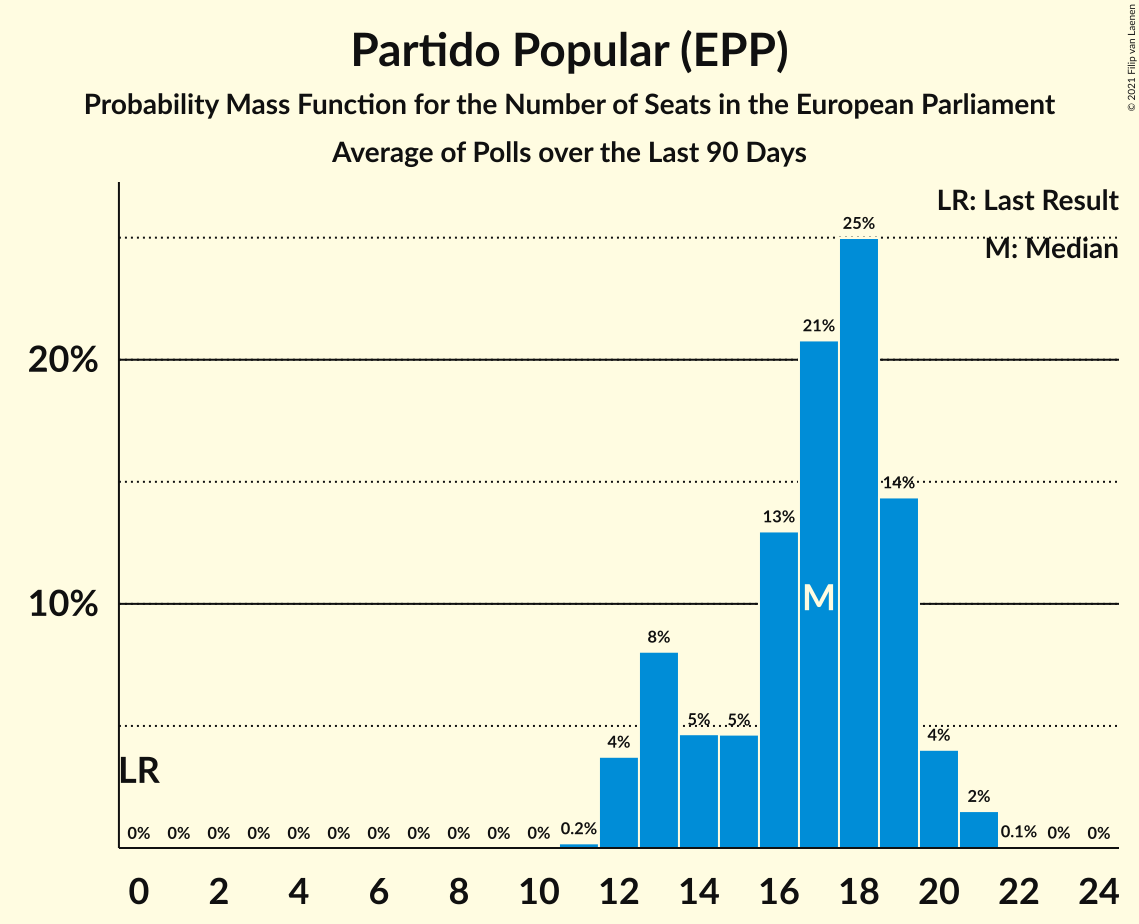 Partido Popular (EPP)
Probability Mass Function for the Number of Seats in the European Parliament
Average of Polls over the Last 90 Days
© 2021 Filip van Laenen
LR: Last Result
M: Median
25%
21%
20%
14%
13%
10%
M
8%
5% 5%
4% 4%
LR
2%
0% 0% 0% 0% 0% 0% 0% 0% 0% 0% 0% 0.2% 0.1% 0% 0%
0 2 4 6 8 10 12 14 16 18 20 22 24